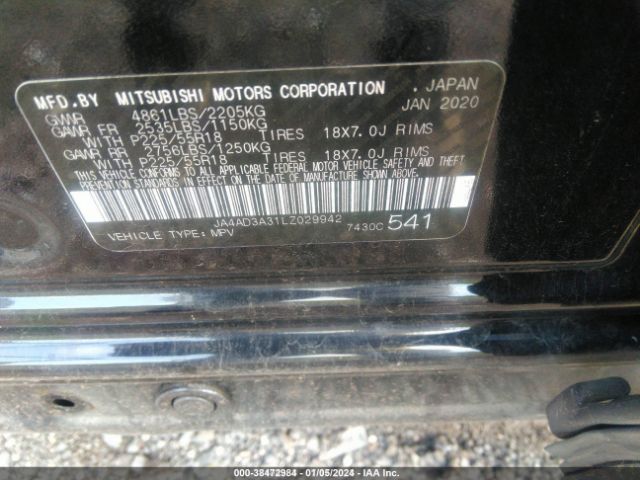 MFD.BY MITSUBISHI MOTORS CORPORATION . JAPAN
GVWR 4861LBS/2205KG JAN 2020
GAWR FR 2535LBS/1150KG
WITH P225/55R18 TIRES 18X7.0J RIMS
GAWR RR 2756LBS/1250KG
WITH P225/55R18 TIRES 18X7.0J RIMS
THIS VEHICLE CONFORMS TO ALL APPLICABLE FEDERAL MOTOR VEHICLE SAFETY AND THEFT
PREVENTION STANDARDS IN EFFECT ON THE DATE OF MANUFACTURE SHOWN ABOVE.
JA4AD3A31LZ029942
VEHICLE TYPE: MPV 7430C 541
000-38472984 - 01/05/2024 - IAA Inc.